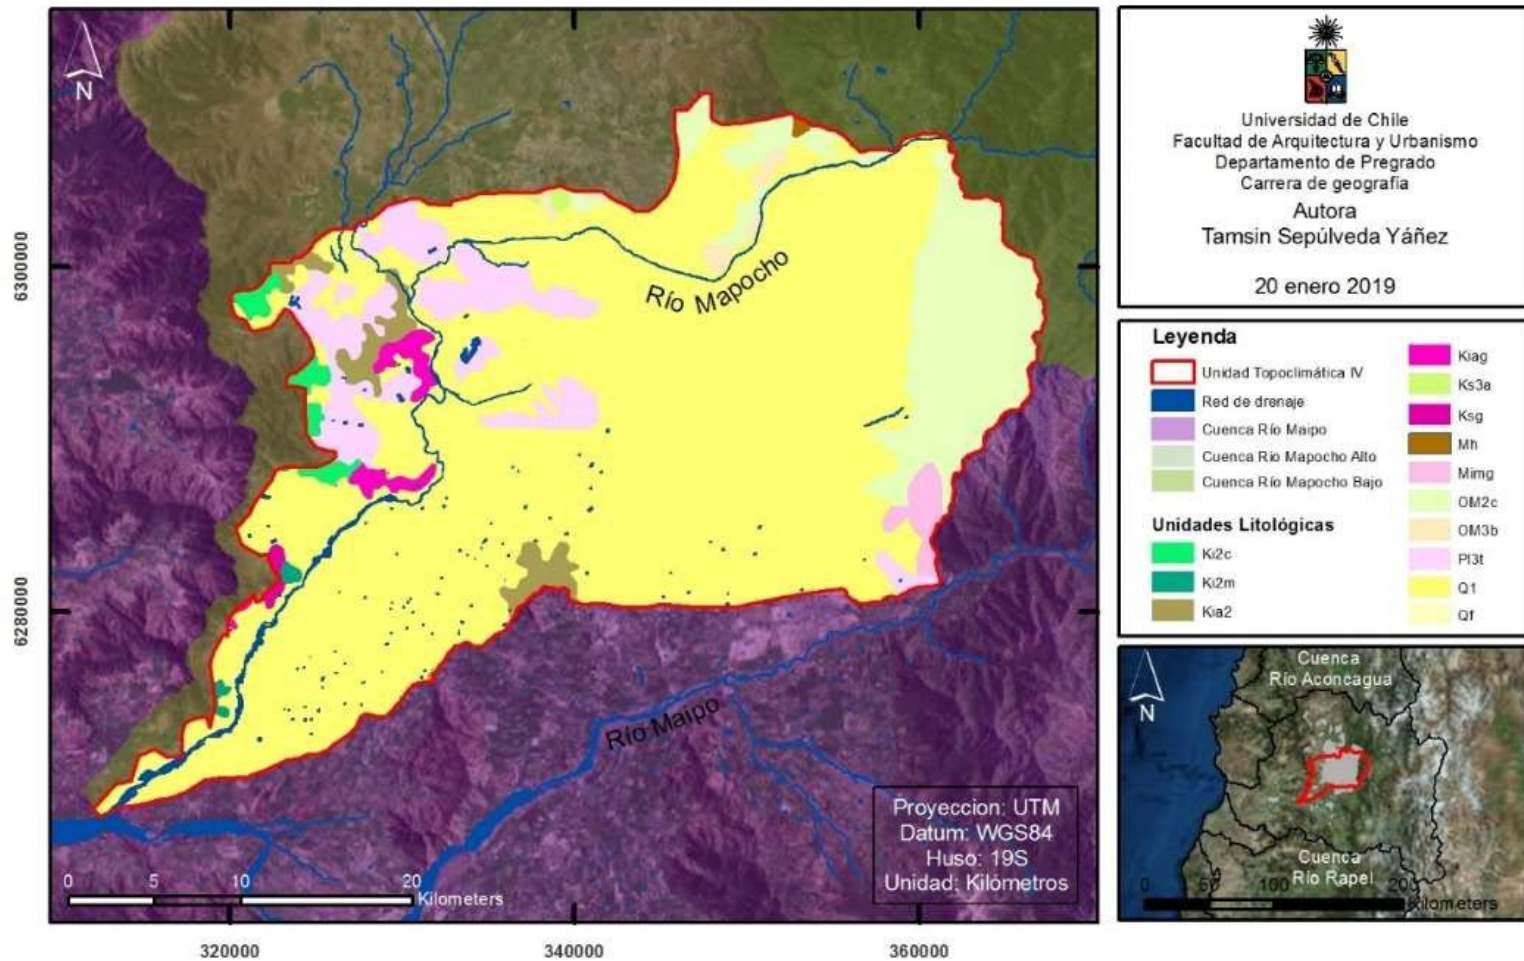 N
6300000
6280000
320000
340000
360000
Río Mapocho
Río Maipo
0 5 10 20
Kilometers
Proyeccion: UTM
Datum: WGS84
Huso: 19S
Unidad: Kilómetros
Universidad de Chile
Facultad de Arquitectura y Urbanismo
Departamento de Pregrado
Carrera de geografía
Autora
Tamsin Sepúlveda Yáñez
20 enero 2019
Leyenda
Unidad Topoclimática IV
Red de drenaje
Cuenca Río Maipo
Cuenca Río Mapocho Alto
Cuenca Río Mapocho Bajo
Unidades Litológicas
Ki2c
Ki2m
Kia2
Kiag
Ks3a
Ksg
Mh
Mimg
OM2c
OM3b
Pl3t
Q1
Qf
N
Cuenca
Río Aconcagua
Cuenca
Río Rapel
0 50 100 200
Kilometers